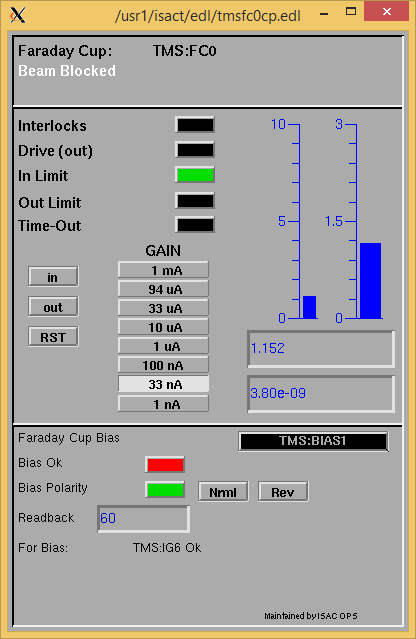 /usr1/isact/edl/tmsfc0cp.edl
Faraday Cup: TMS:FC0
Beam Blocked
Interlocks
Drive (out)
In Limit
Out Limit
Time-Out
10 3
5 1.5
0 0
GAIN
1 mA
94 uA
33 uA
10 uA
1 uA
100 nA
33 nA
1 nA
in
out
RST
1.152
3.80e-09
Faraday Cup Bias TMS:BIAS1
Bias Ok
Bias Polarity Nrml Rev
Readback 60
For Bias: TMS:IG6 Ok
Maintained by ISAC OPS